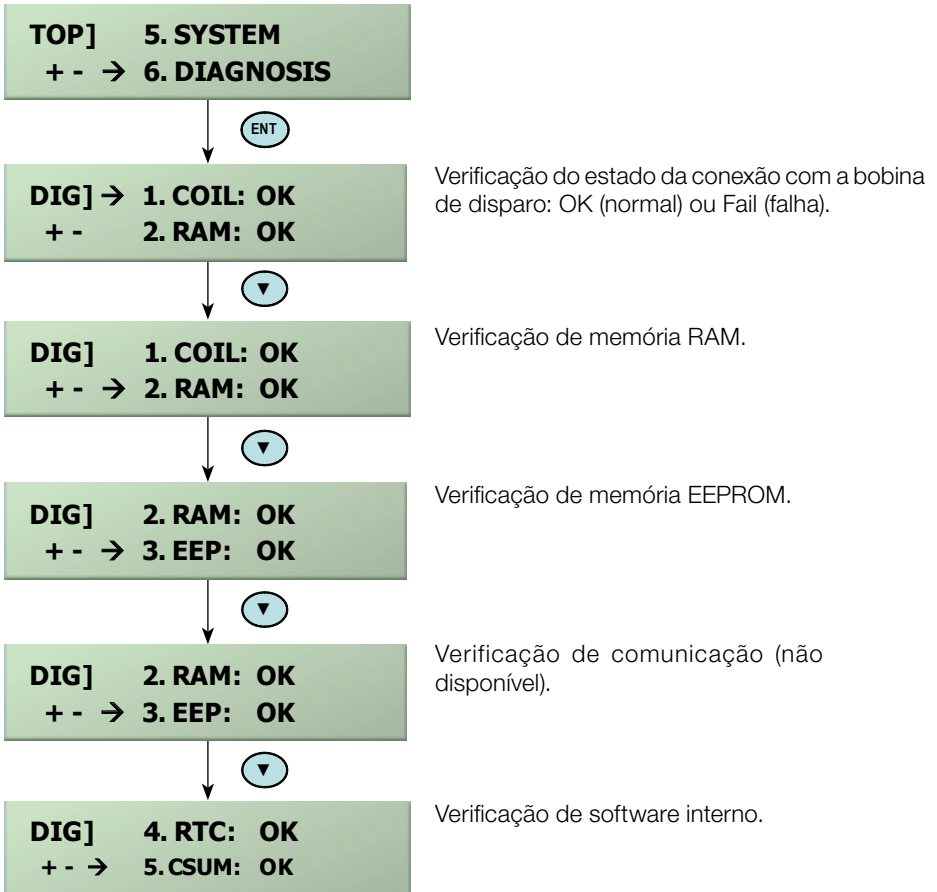 TOP] 5. SYSTEM
+ - → 6. DIAGNOSIS
ENT
DIG] → 1. COIL: OK
+ - 2. RAM: OK
Verificação do estado da conexão com a bobina
de disparo: OK (normal) ou Fail (falha).
▼
DIG] 1. COIL: OK
+ - → 2. RAM: OK
Verificação de memória RAM.
▼
DIG] 2. RAM: OK
+ - → 3. EEP: OK
Verificação de memória EEPROM.
▼
DIG] 2. RAM: OK
+ - → 3. EEP: OK
Verificação de comunicação (não
disponível).
▼
DIG] 4. RTC: OK
+ - → 5. CSUM: OK
Verificação de software interno.